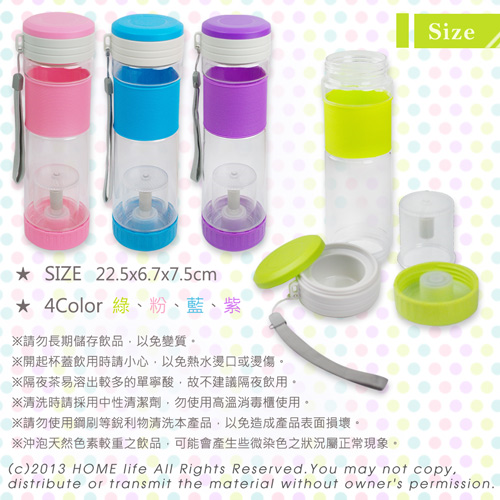 Size
★ SIZE 22.5x6.7x7.5cm
★ 4Color 綠、粉、藍、紫
※請勿長期儲存飲品，以免變質。
※開起杯蓋飲用時請小心，以免熱水燙口或燙傷。
※隔夜茶易溶出較多的單寧酸，故不建議隔夜飲用。
※清洗時請採用中性清潔劑，勿使用高溫消毒櫃使用。
※請勿使用鋼刷等銳利物清洗本產品，以免造成產品表面損壞。
※沖泡天然色素較重之飲品，可能會產生些微染色之狀況屬正常現象。
(c)2013 HOME life All Rights Reserved.You may not copy,
distribute or transmit the material without owner's permission.